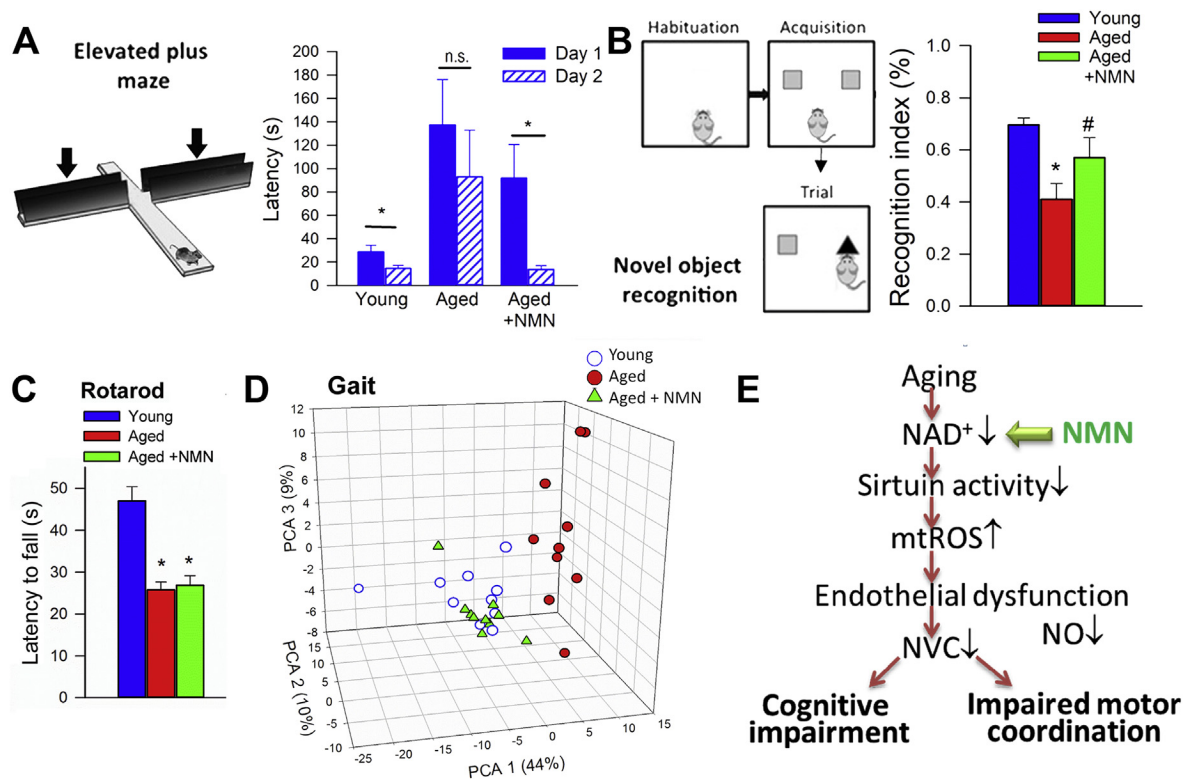 A
Elevated plus
maze
Latency (s)
200
180
160
140
120
100
80
60
40
20
0
Day 1
Day 2
*
n.s.
*
Young
Aged
Aged
+NMN
B
Habituation
Acquisition
Trial
Novel object
recognition
Young
Aged
Aged
+NMN
Recognition index (%)
1.0
0.8
0.6
0.4
0.2
0.0
*
#
C
Rotarod
Young
Aged
Aged +NMN
Latency to fall (s)
50
40
30
20
10
0
*
*
D
Gait
Young
Aged
Aged + NMN
PCA 3 (9%)
12
10
8
6
4
2
0
-2
-4
-6
-8
PCA 2 (10%)
15
10
5
0
-5
-10
-25
-20
-15
-10
-5
0
5
10
15
PCA 1 (44%)
E
Aging
NAD+ ↓
NMN
Sirtuin activity↓
mtROS↑
Endothelial dysfunction
NO↓
NVC↓
Cognitive
impairment
Impaired motor
coordination